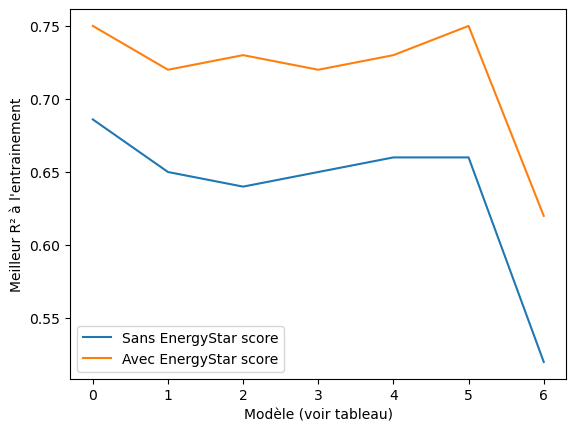 0.75
0.70
0.65
0.60
0.55
Meilleur R² à l'entrainement
Sans EnergyStar score
Avec EnergyStar score
0 1 2 3 4 5 6
Modèle (voir tableau)